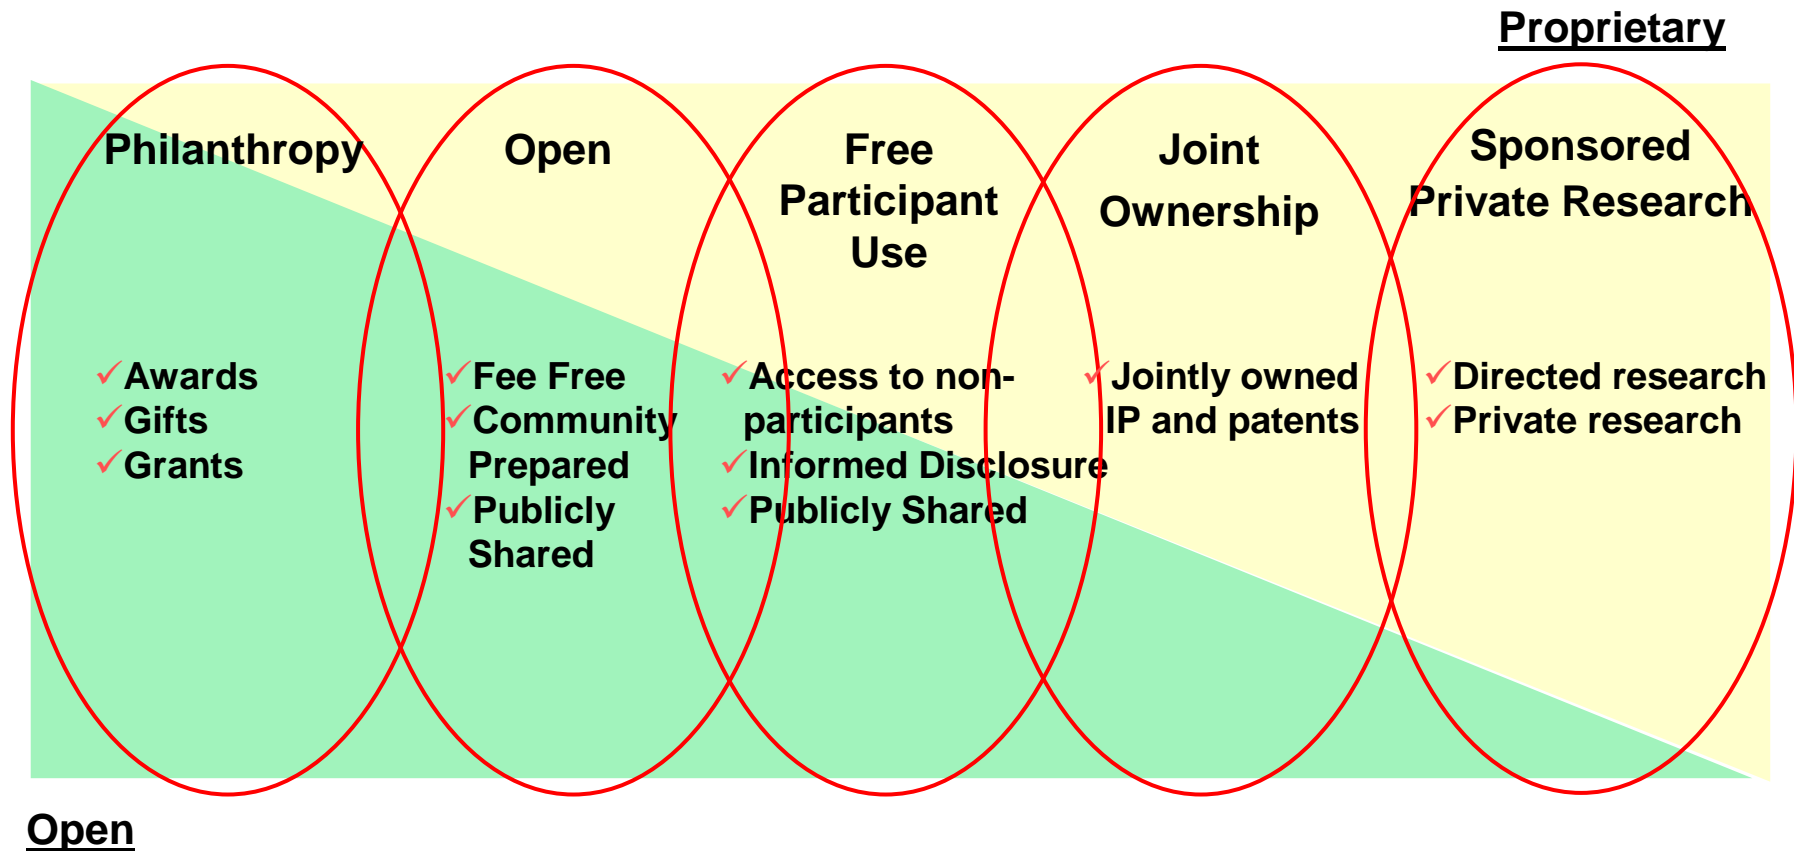 Proprietary
Philanthropy
Open
Free
Participant
Use
Joint
Ownership
Sponsored
Private Research
✓Awards
✓Gifts
✓Grants
✓Fee Free
✓Community
Prepared
✓Publicly
Shared
✓Access to non-
participants
✓Informed Disclosure
✓Publicly Shared
✓Jointly owned
IP and patents
✓Directed research
✓Private research
Open